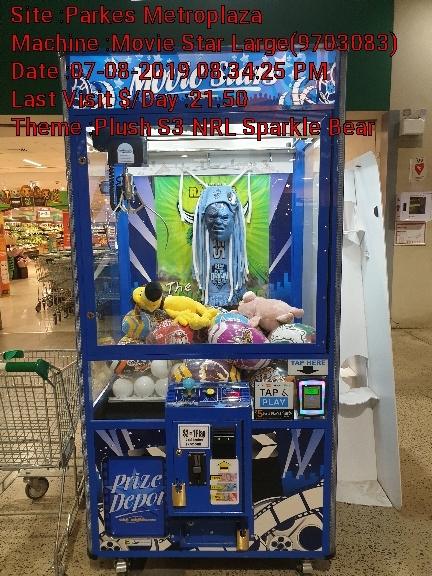 Site :Parkes Metroplaza
Machine :Movie Star Large(9703083)
Date :07-08-2019 08:34:25 PM
Last Visit $/Day :21.50
Theme :Plush S3 NRL Sparkle Bear
The
TAP HERE
TAP &
PLAY
Prize
Depot